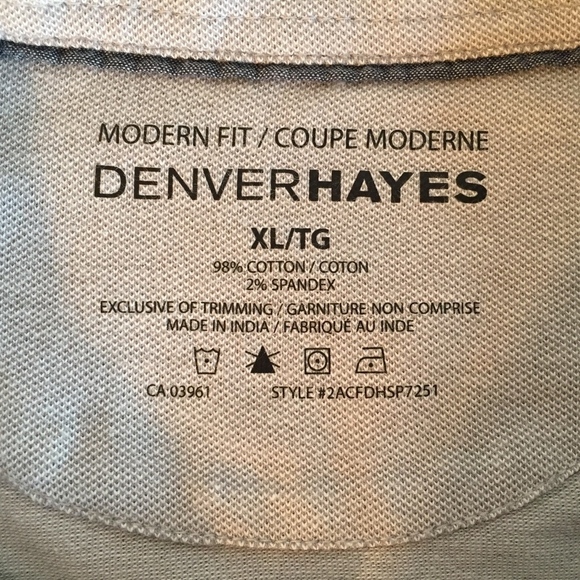 MODERN FIT / COUPE MODERNE
DENVERHAYES
XL/TG
98% COTTON / COTON
2% SPANDEX
EXCLUSIVE OF TRIMMING / GARNITURE NON COMPRISE
MADE IN INDIA / FABRIQUÉ AU INDE
CA 03961 STYLE #2ACFDHSP7251